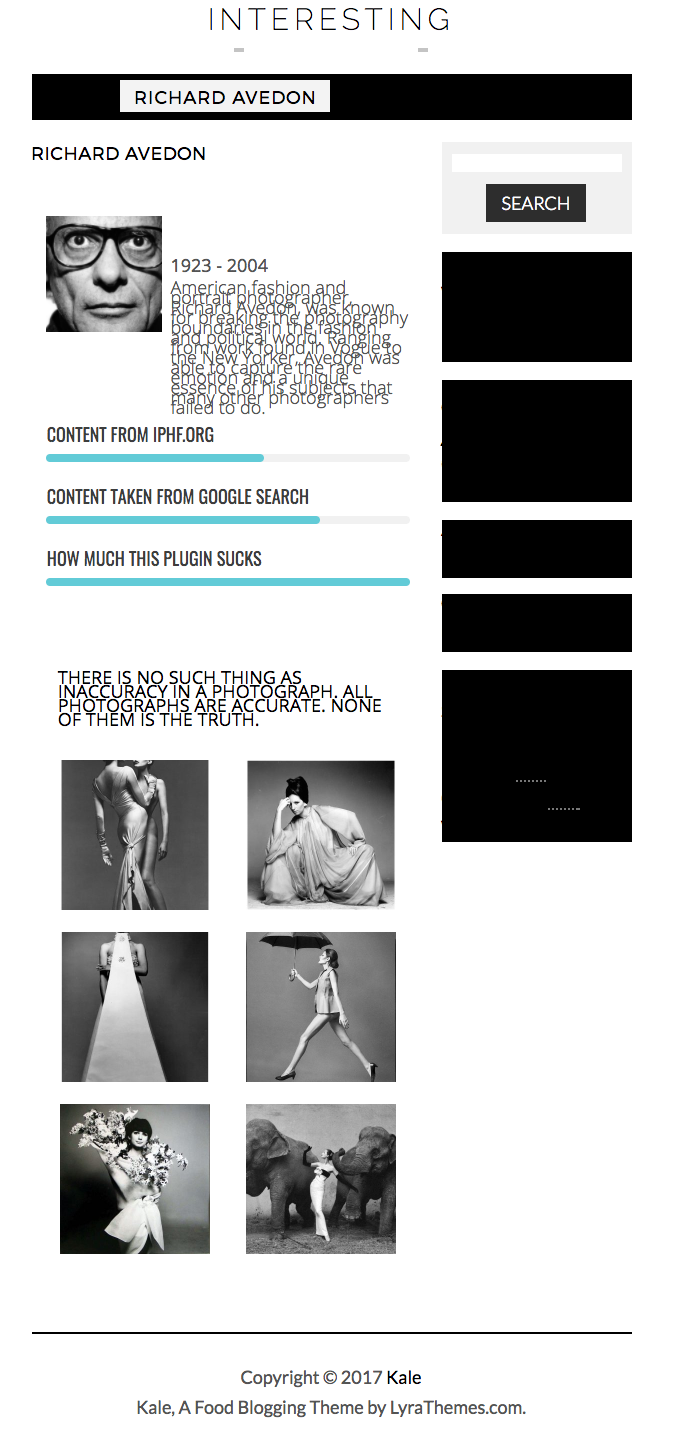 INTERESTING
RICHARD AVEDON
RICHARD AVEDON
SEARCH
1923 - 2004
American fashion and
portrait photographer,
Richard Avedon, was known
for breaking the photography
boundaries in the fashion
and political world. Ranging
from work found in Vogue to
the New Yorker, Avedon was
able to capture the rare
emotion and a unique
essence of his subjects that
many other photographers
failed to do.
CONTENT FROM IPHF.ORG
CONTENT TAKEN FROM GOOGLE SEARCH
HOW MUCH THIS PLUGIN SUCKS
THERE IS NO SUCH THING AS
INACCURACY IN A PHOTOGRAPH. ALL
PHOTOGRAPHS ARE ACCURATE. NONE
OF THEM IS THE TRUTH.
Copyright © 2017 Kale
Kale, A Food Blogging Theme by LyraThemes.com.